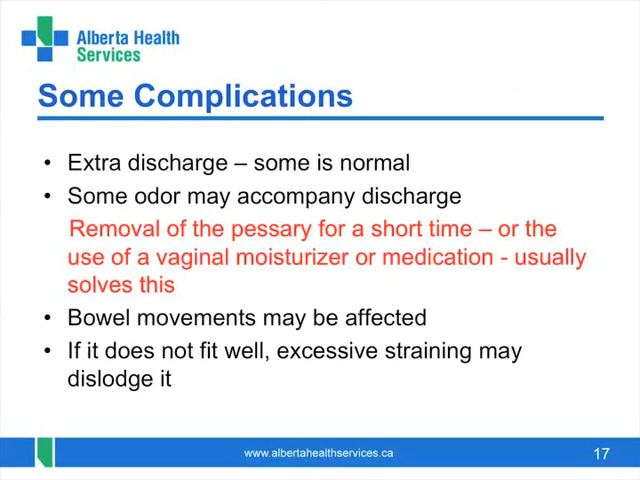 Alberta Health
Services
Some Complications
• Extra discharge – some is normal
• Some odor may accompany discharge
Removal of the pessary for a short time – or the
use of a vaginal moisturizer or medication - usually
solves this
• Bowel movements may be affected
• If it does not fit well, excessive straining may
dislodge it
www.albertahealthservices.ca
17